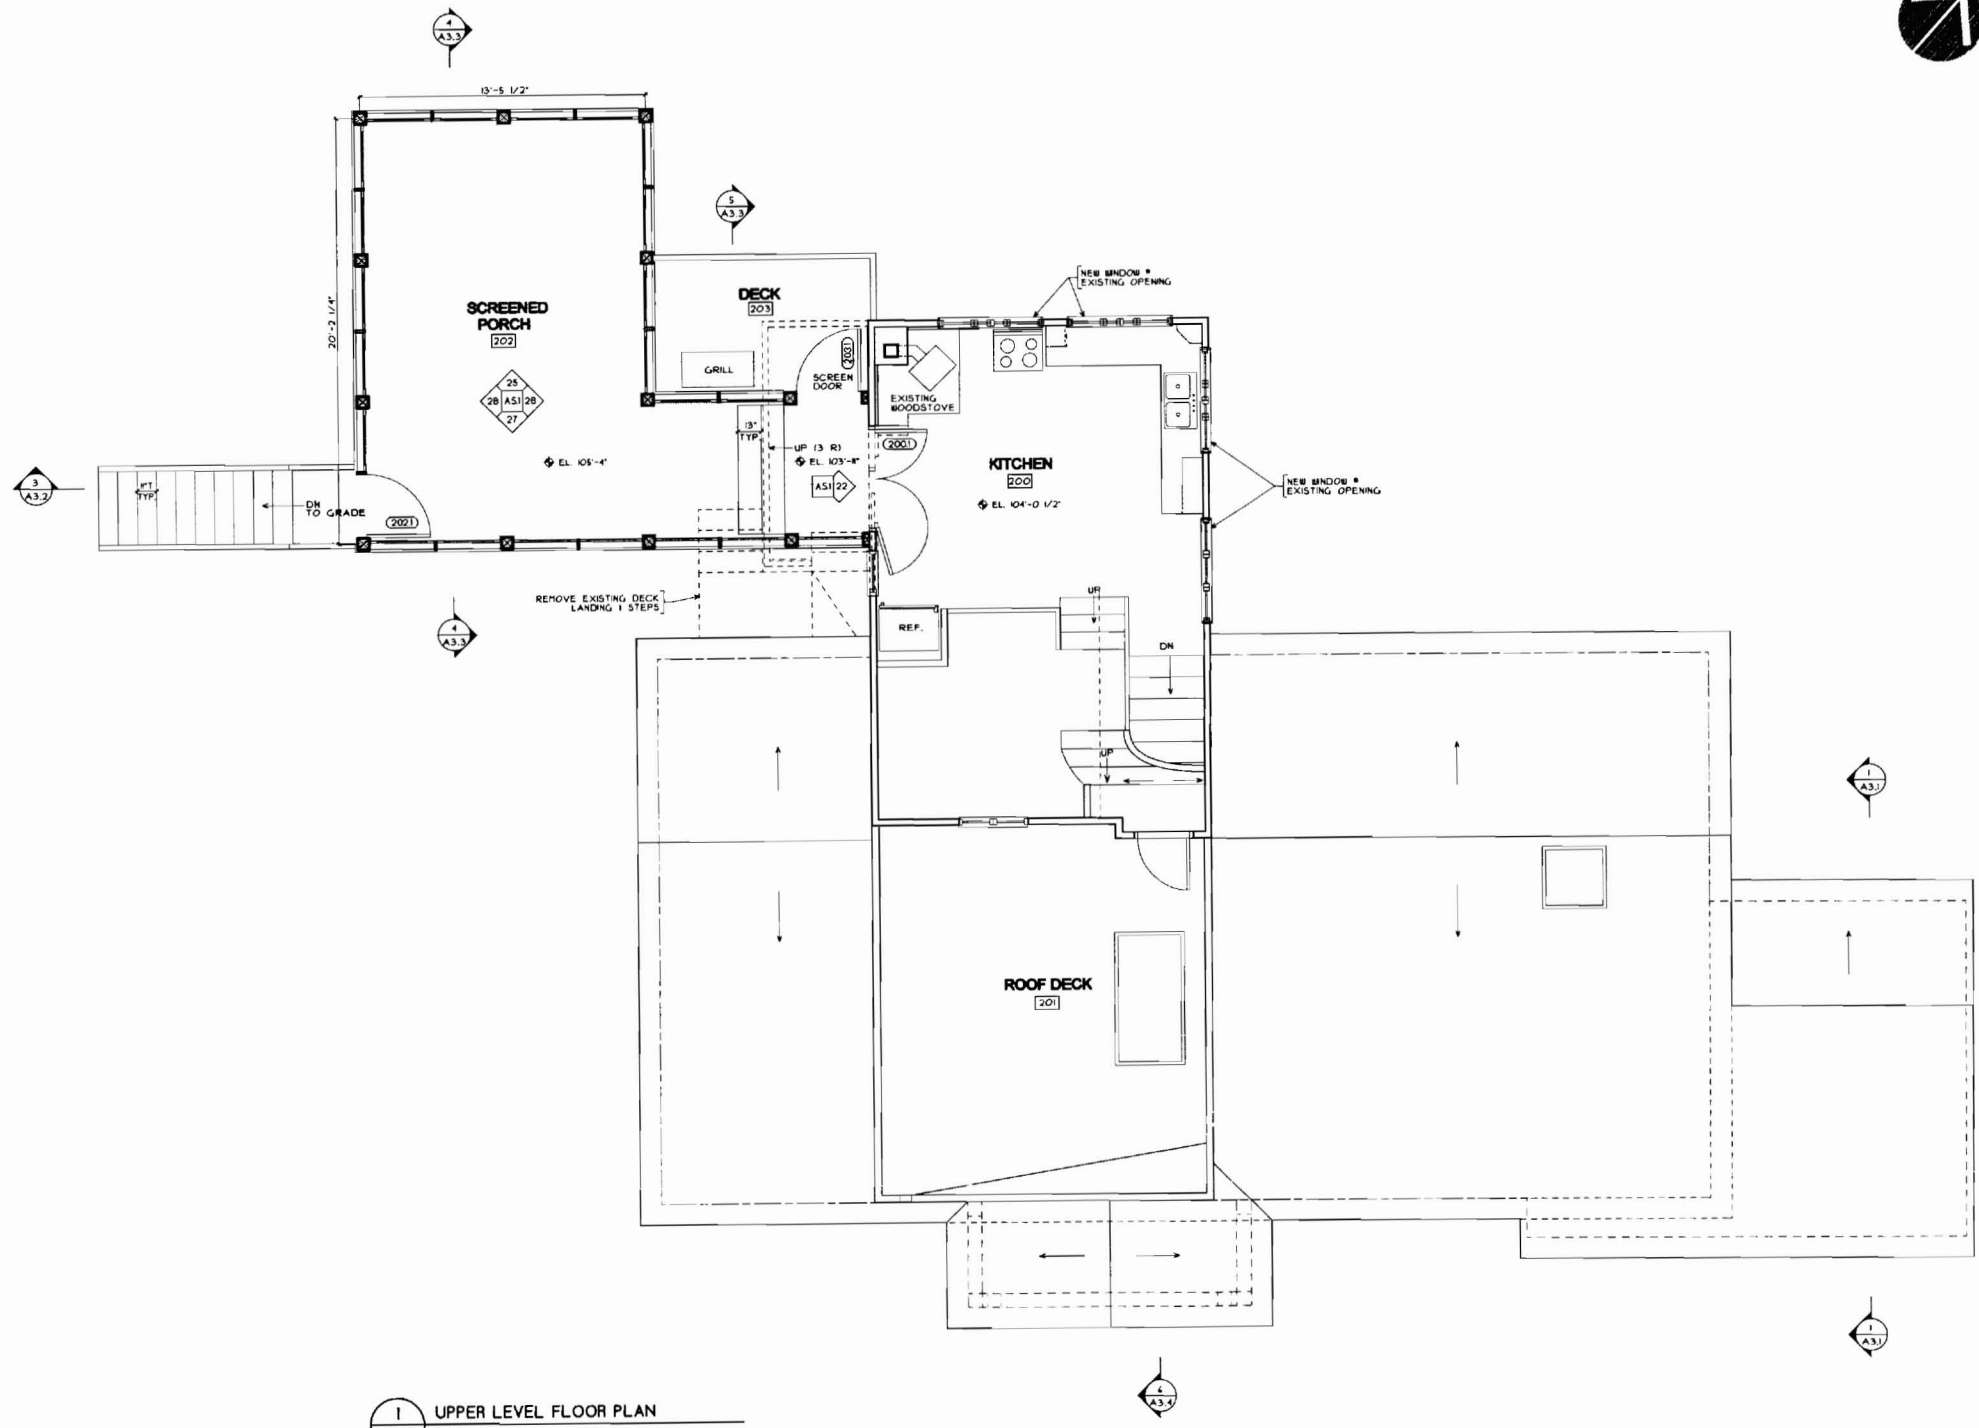 4
A3.3
13'-5 1/2"
5
A3.3
20'-2 1/4"
SCREENED
PORCH
202
DECK
203
NEW WINDOW @
EXISTING OPENING
GRILL
SCREEN
DOOR
2031
25
28 A5.1 26
27
EXISTING
WOODSTOVE
13"
TYP
UP (3 R)
EL. 105'-4"
EL. 103'-8"
A5.1 22
2001
KITCHEN
200
EL. 104'-0 1/2"
NEW WINDOW @
EXISTING OPENING
3
A3.2
11"T
TYP
DN
TO GRADE
2021
REMOVE EXISTING DECK
LANDING & STEPS
4
A3.3
REF.
UP
DN
UP
1
A3.1
ROOF DECK
201
1
A3.1
6
A3.4
1
UPPER LEVEL FLOOR PLAN